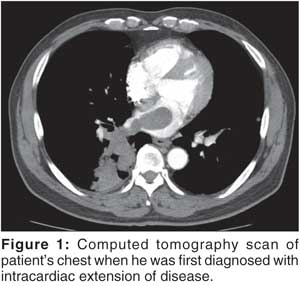 Figure 1: Computed tomography scan of
patient's chest when he was first diagnosed with
intracardiac extension of disease.